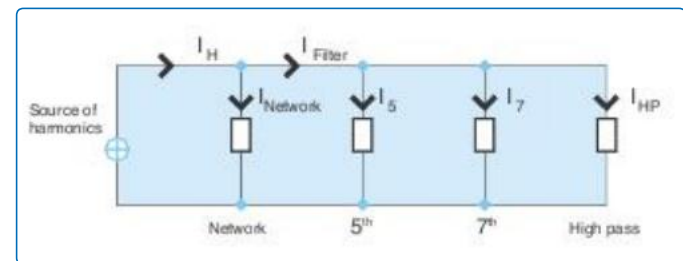 I H
I Filter
I Network
I 5
I 7
I HP
Source of
harmonics
Network
5th
7th
High pass